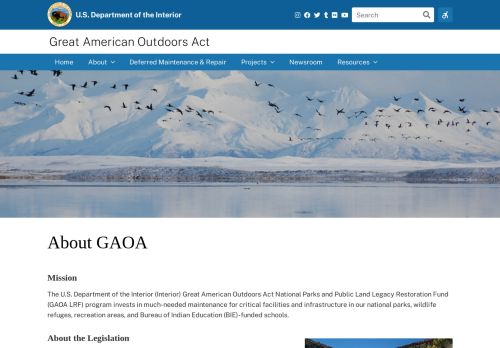 U.S. Department of the Interior
Search
Great American Outdoors Act
Home About Deferred Maintenance & Repair Projects Newsroom Resources
About GAOA
Mission
The U.S. Department of the Interior (Interior) Great American Outdoors Act National Parks and Public Land Legacy Restoration Fund
(GAOA LRF) program invests in much-needed maintenance for critical facilities and infrastructure in our national parks, wildlife
refuges, recreation areas, and Bureau of Indian Education (BIE)-funded schools.
About the Legislation